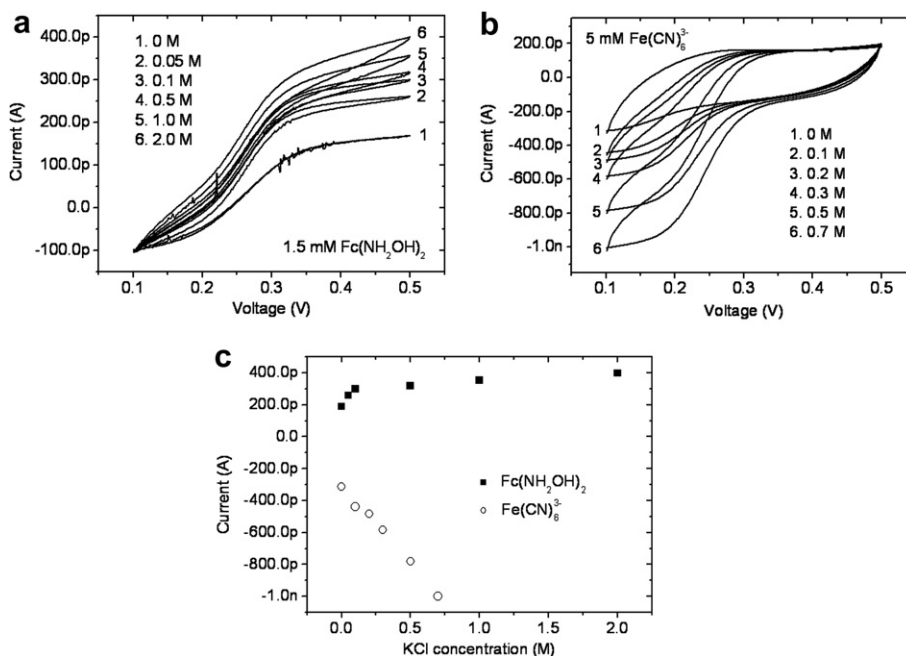 a
400.0p
300.0p
200.0p
100.0p
0.0
-100.0p
Current (A)
1. 0 M
2. 0.05 M
3. 0.1 M
4. 0.5 M
5. 1.0 M
6. 2.0 M
6
5
4
3
2
1
1.5 mM Fc(NH₂OH)₂
0.1 0.2 0.3 0.4 0.5
Voltage (V)
b
200.0p
0.0
-200.0p
-400.0p
-600.0p
-800.0p
-1.0n
Current (A)
5 mM Fe(CN)₆³⁻
1
2
3
4
5
6
1. 0 M
2. 0.1 M
3. 0.2 M
4. 0.3 M
5. 0.5 M
6. 0.7 M
0.1 0.2 0.3 0.4 0.5
Voltage (V)
c
400.0p
200.0p
0.0
-200.0p
-400.0p
-600.0p
-800.0p
-1.0n
Current (A)
Fc(NH₂OH)₂
Fe(CN)₆³⁻
0.0 0.5 1.0 1.5 2.0
KCl concentration (M)